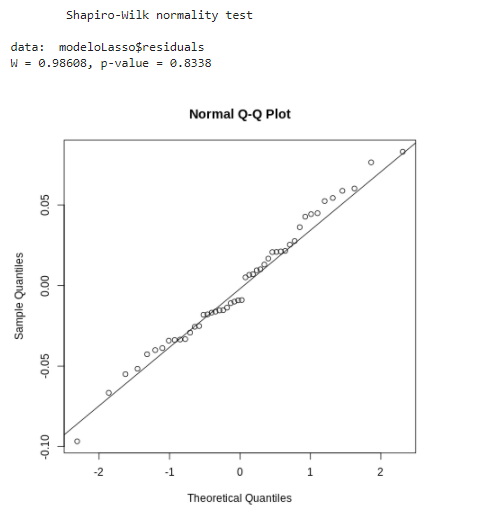 Shapiro-Wilk normality test
data:  modeloLasso$residuals
W = 0.98608, p-value = 0.8338
Normal Q-Q Plot
Sample Quantiles
0.05
0.00
-0.05
-0.10
-2 -1 0 1 2
Theoretical Quantiles